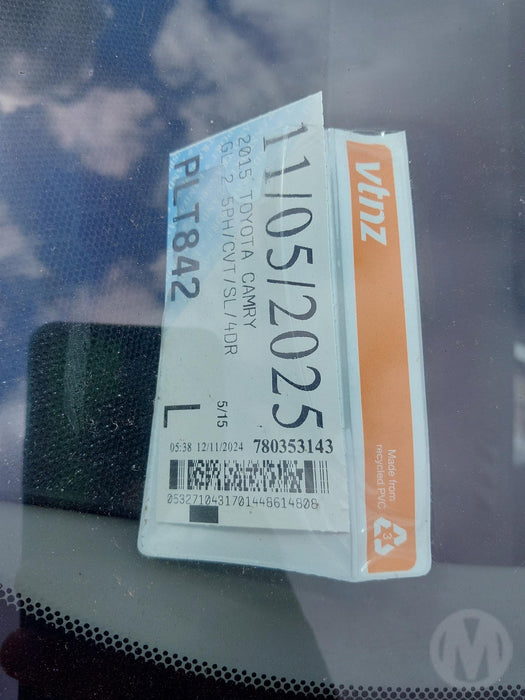 11/05/2025
2015 TOYOTA CAMRY
GL 2.5PH/CVT/SL/4DR
PLT842
5/15
L
05:38 12/11/2024 780353143
0532710431701448614808
vtnz
Made from
recycled PVC
3
M